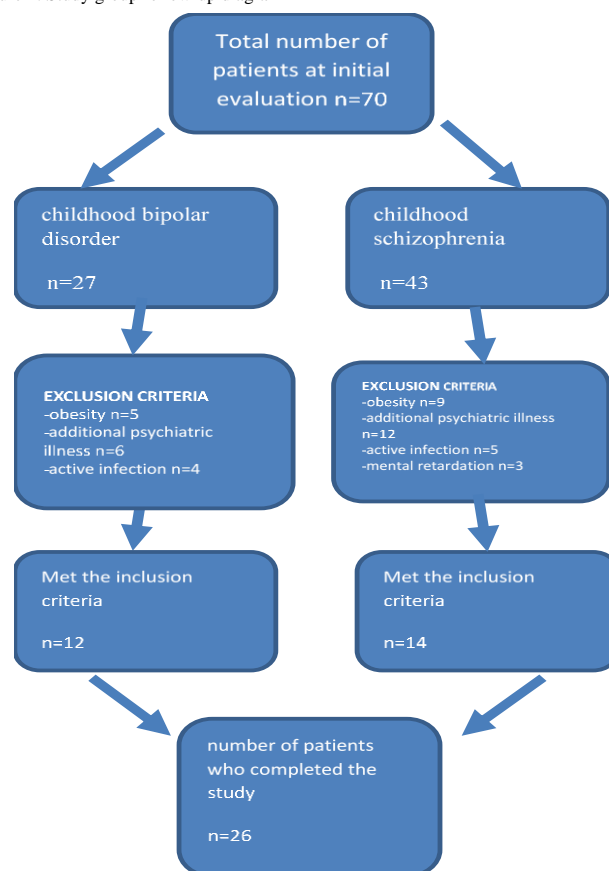 Total number of
patients at initial
evaluation n=70
childhood bipolar
disorder
n=27
childhood
schizophrenia
n=43
EXCLUSION CRITERIA
-obesity n=5
-additional psychiatric
illness n=6
-active infection n=4
EXCLUSION CRITERIA
-obesity n=9
-additional psychiatric illness
n=12
-active infection n=5
-mental retardation n=3
Met the inclusion
criteria
n=12
Met the inclusion
criteria
n=14
number of patients
who completed the
study
n=26